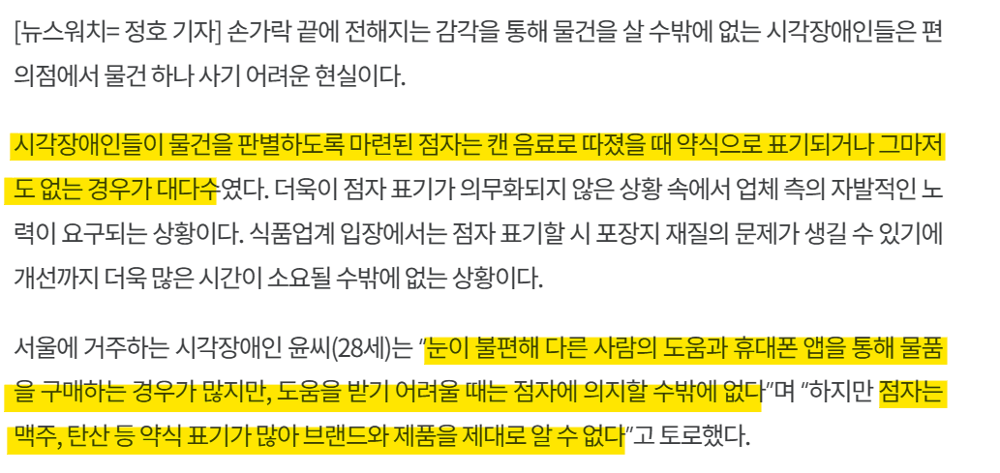 [뉴스워치= 정호 기자] 손가락 끝에 전해지는 감각을 통해 물건을 살 수밖에 없는 시각장애인들은 편
의점에서 물건 하나 사기 어려운 현실이다.
시각장애인들이 물건을 판별하도록 마련된 점자는 캔 음료로 따졌을 때 약식으로 표기되거나 그마저
도 없는 경우가 대다수였다. 더욱이 점자 표기가 의무화되지 않은 상황 속에서 업체 측의 자발적인 노
력이 요구되는 상황이다. 식품업계 입장에서는 점자 표기할 시 포장지 재질의 문제가 생길 수 있기에
개선까지 더욱 많은 시간이 소요될 수밖에 없는 상황이다.
서울에 거주하는 시각장애인 윤씨(28세)는 “눈이 불편해 다른 사람의 도움과 휴대폰 앱을 통해 물품
을 구매하는 경우가 많지만, 도움을 받기 어려울 때는 점자에 의지할 수밖에 없다”며 “하지만 점자는
맥주, 탄산 등 약식 표기가 많아 브랜드와 제품을 제대로 알 수 없다”고 토로했다.